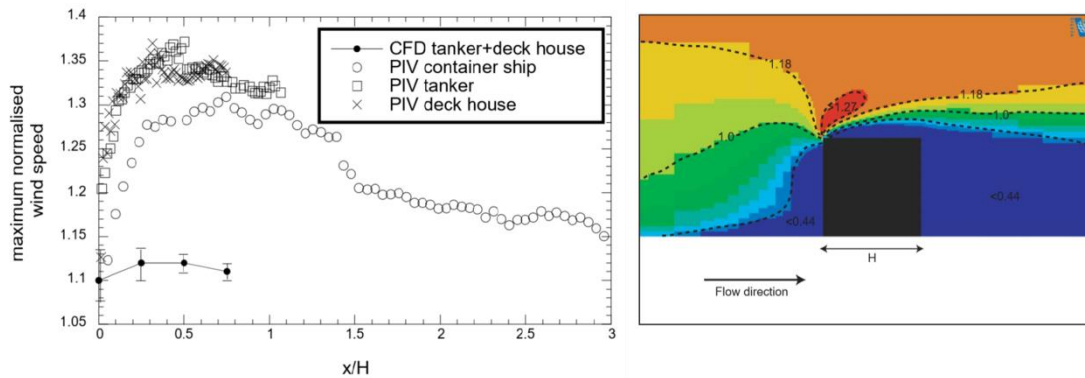 1.4
1.35
1.3
1.25
1.2
1.15
1.1
1.05
maximum normalised
wind speed
CFD tanker+deck house
PIV container ship
PIV tanker
PIV deck house
0
0.5
1
1.5
2
2.5
3
x/H
1.18
>1.27
1.18
1.0
1.0
<0.44
<0.44
H
Flow direction